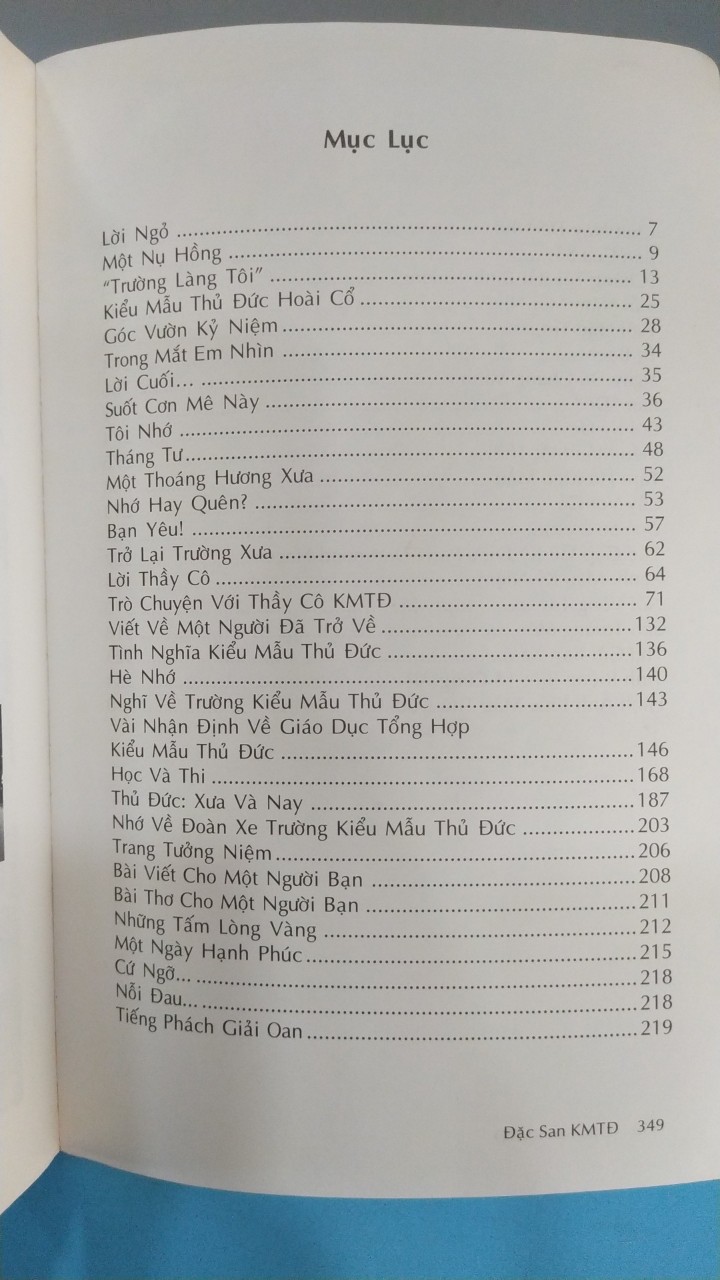 Mục Lục
Lời Ngỏ ........ 7
Một Nụ Hồng ........ 9
“Trường Làng Tôi” ........ 13
Kiểu Mẫu Thủ Đức Hoài Cổ ........ 25
Góc Vườn Kỷ Niệm ........ 28
Trong Mắt Em Nhìn ........ 34
Lời Cuối... ........ 35
Suốt Cơn Mê Này ........ 36
Tôi Nhớ ........ 43
Tháng Tư ........ 48
Một Thoáng Hương Xưa ........ 52
Nhớ Hay Quên? ........ 53
Bạn Yêu! ........ 57
Trở Lại Trường Xưa ........ 62
Lời Thầy Cô ........ 64
Trò Chuyện Với Thầy Cô KMTĐ ........ 71
Viết Về Một Người Đã Trở Về ........ 132
Tình Nghĩa Kiểu Mẫu Thủ Đức ........ 136
Hè Nhớ ........ 140
Nghĩ Về Trường Kiểu Mẫu Thủ Đức ........ 143
Vài Nhận Định Về Giáo Dục Tổng Hợp
Kiểu Mẫu Thủ Đức ........ 146
Học Và Thi ........ 168
Thủ Đức: Xưa Và Nay ........ 187
Nhớ Về Đoàn Xe Trường Kiểu Mẫu Thủ Đức ........ 203
Trang Tưởng Niệm ........ 206
Bài Viết Cho Một Người Bạn ........ 208
Bài Thơ Cho Một Người Bạn ........ 211
Những Tấm Lòng Vàng ........ 212
Một Ngày Hạnh Phúc ........ 215
Cứ Ngỡ... ........ 218
Nỗi Đau... ........ 218
Tiếng Phách Giải Oan ........ 219
Đặc San KMTĐ 349